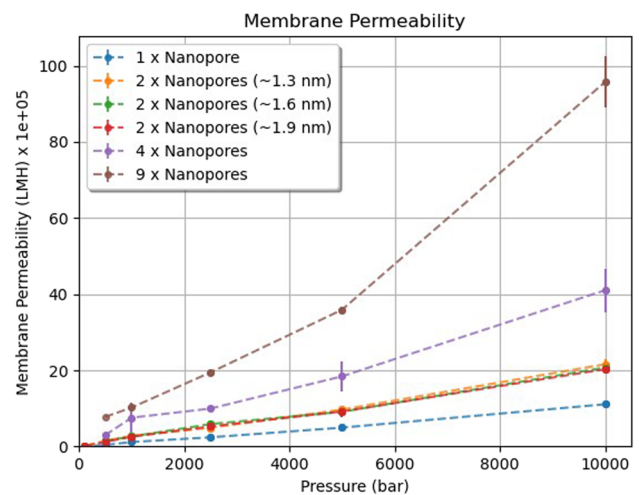 Membrane Permeability
1 x Nanopore
2 x Nanopores (~1.3 nm)
2 x Nanopores (~1.6 nm)
2 x Nanopores (~1.9 nm)
4 x Nanopores
9 x Nanopores
Membrane Permeability (LMH) x 1e+05
100
80
60
40
20
0
0 2000 4000 6000 8000 10000
Pressure (bar)